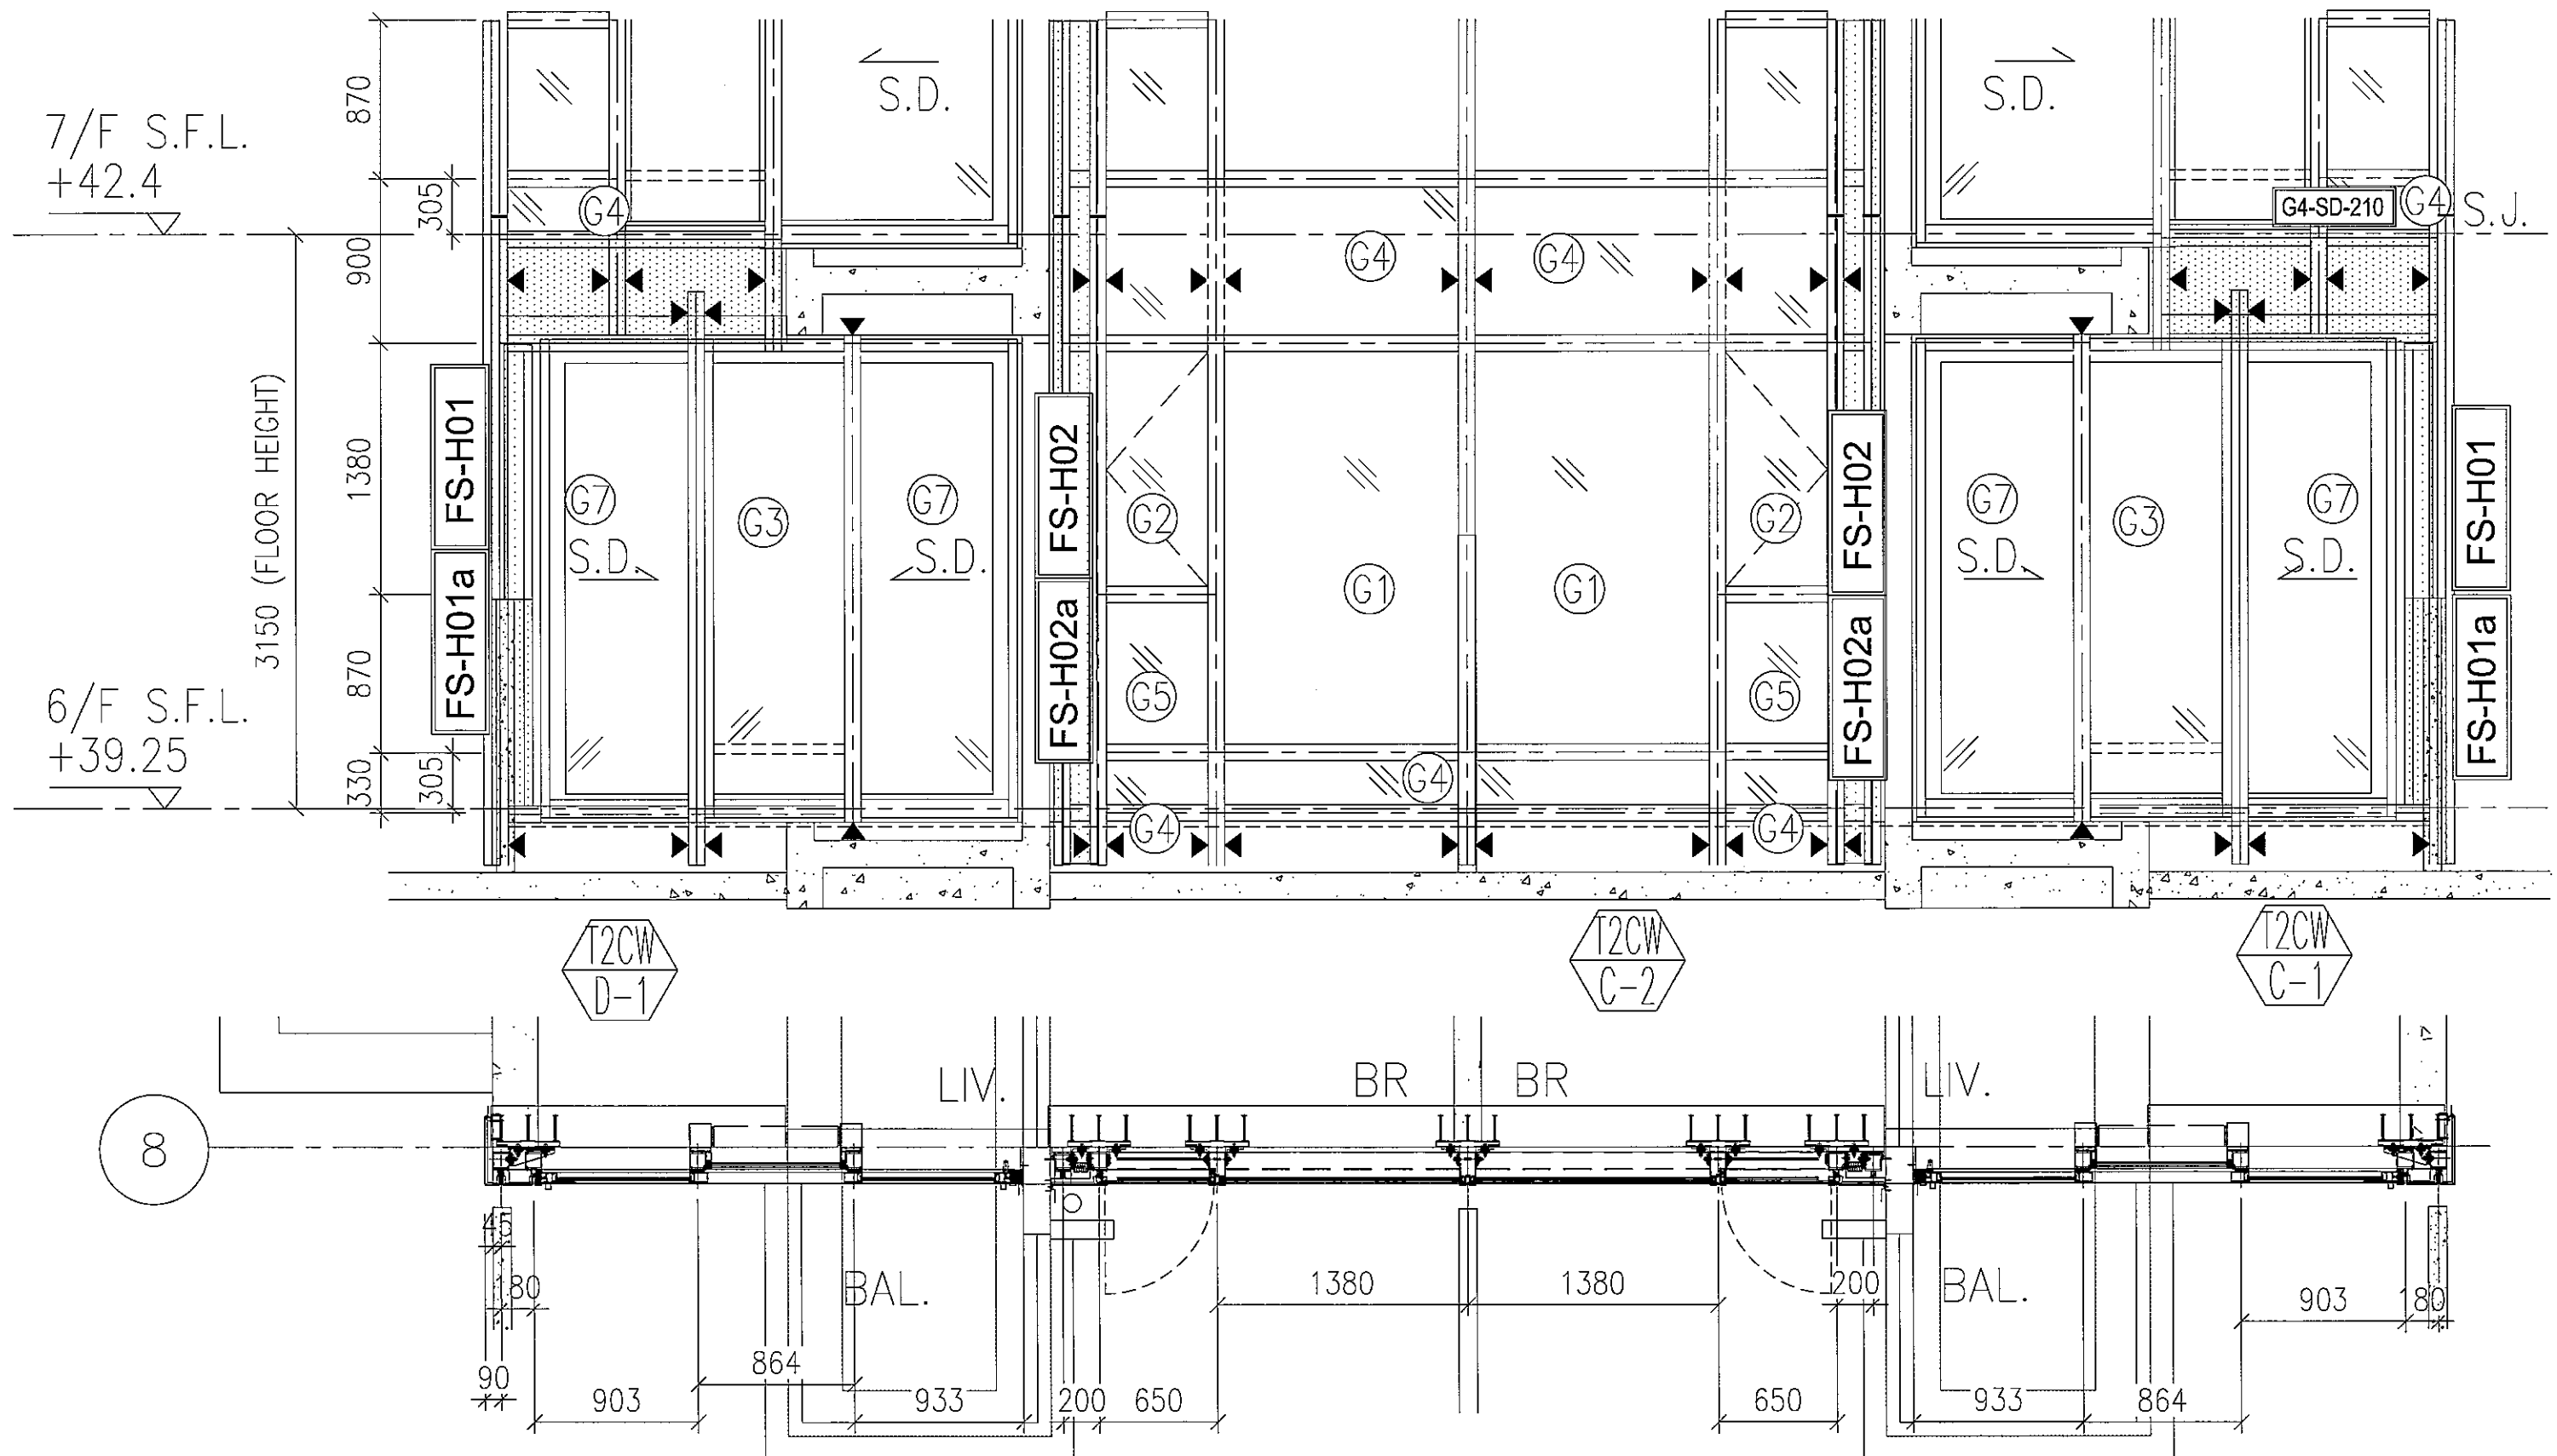 870
S.D.
S.D.
7/F S.F.L.
+42.4
305
G4
G4-SD-210
G4
S.J.
900
G4
G4
3150 (FLOOR HEIGHT)
1380
FS-H01
FS-H02
FS-H02
FS-H01
G7
S.D.
G3
G7
S.D.
G2
G2
G7
S.D.
G3
G7
S.D.
G1
G1
FS-H01a
FS-H02a
FS-H02a
FS-H01a
870
G5
G5
6/F S.F.L.
+39.25
330
305
G4
G4
G4
T2CW
D-1
T2CW
C-2
T2CW
C-1
LIV.
BR
BR
LIV.
8
45
180
BAL.
1380
1380
200
BAL.
903
180
90
903
864
933
200
650
650
933
864